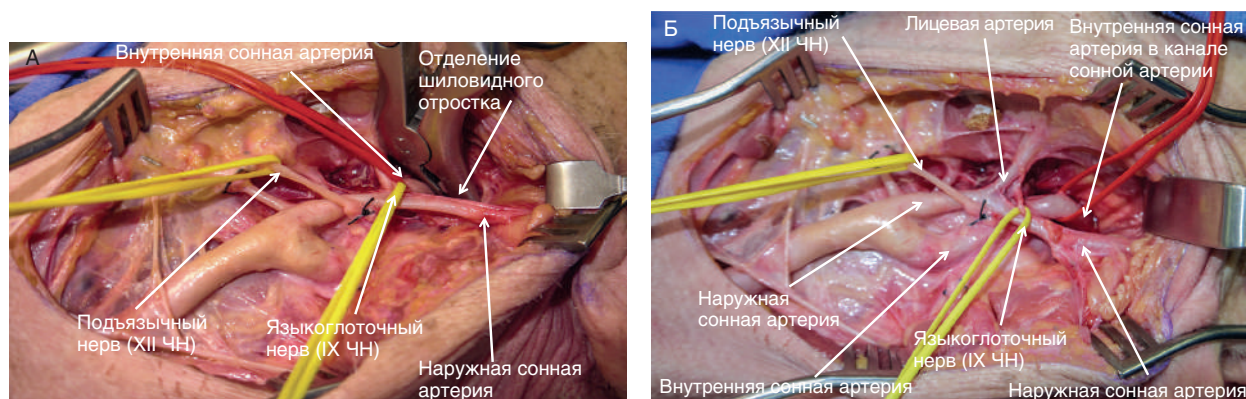 А
Внутренняя сонная артерия
Отделение
шиловидного
отростка
Подъязычный
нерв (XII ЧН)
Языкоглоточный
нерв (IX ЧН)
Наружная сонная
артерия
Б
Подъязычный
нерв (XII ЧН)
Лицевая артерия
Внутренняя сонная
артерия в канале
сонной артерии
Наружная
сонная артерия
Языкоглоточный
нерв (IX ЧН)
Внутренняя сонная артерия
Наружная сонная артерия